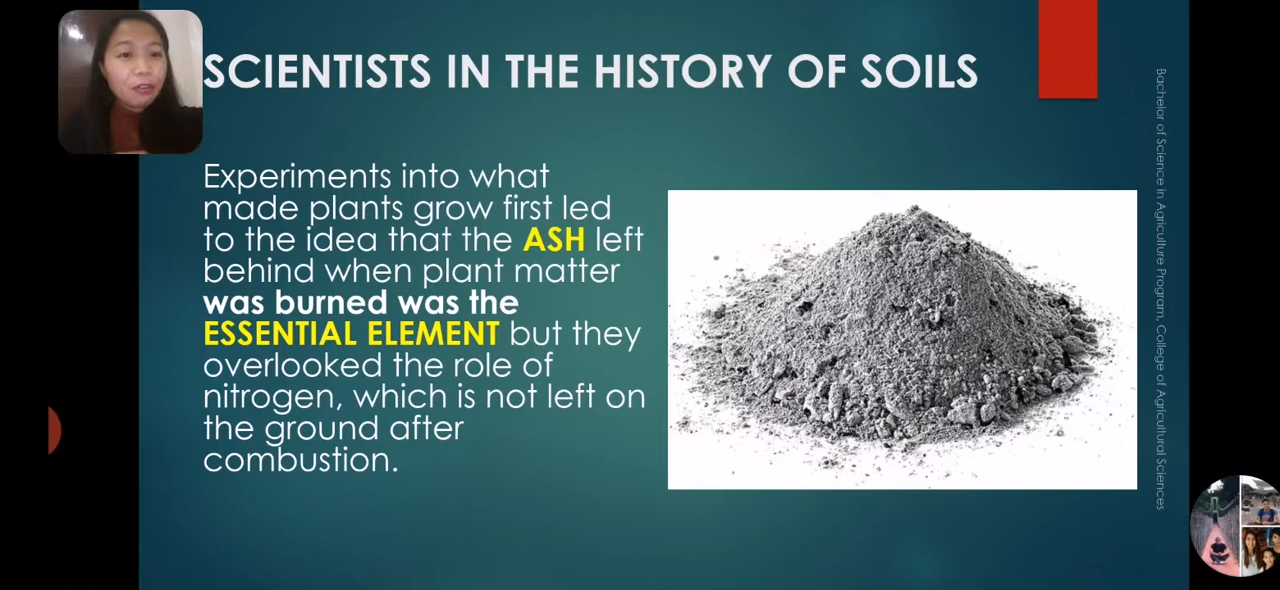 SCIENTISTS IN THE HISTORY OF SOILS
Experiments into what
made plants grow first led
to the idea that the ASH left
behind when plant matter
was burned was the
ESSENTIAL ELEMENT but they
overlooked the role of
nitrogen, which is not left on
the ground after
combustion.
Bachelor of Science in Agriculture Program, College of Agricultural Sciences